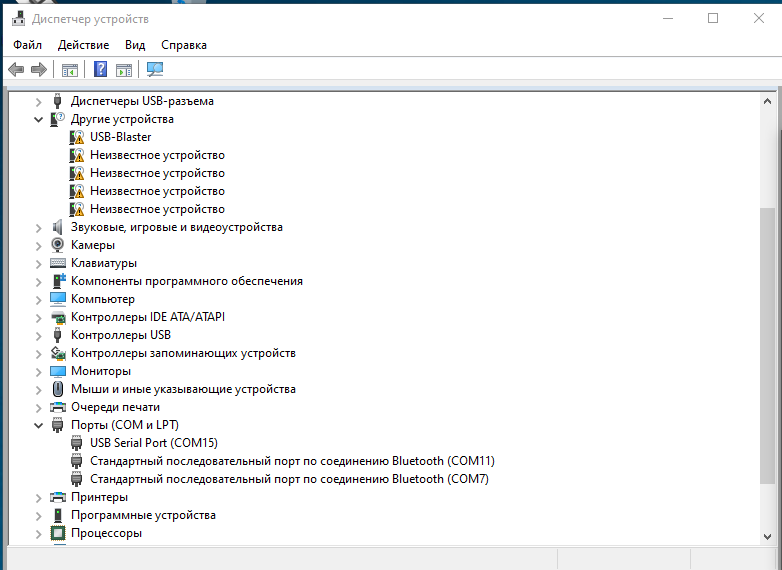 Диспетчер устройств
Файл Действие Вид Справка
Диспетчеры USB-разъема
Другие устройства
USB-Blaster
Неизвестное устройство
Неизвестное устройство
Неизвестное устройство
Неизвестное устройство
Звуковые, игровые и видеоустройства
Камеры
Клавиатуры
Компоненты программного обеспечения
Компьютер
Контроллеры IDE ATA/ATAPI
Контроллеры USB
Контроллеры запоминающих устройств
Мониторы
Мыши и иные указывающие устройства
Очереди печати
Порты (COM и LPT)
USB Serial Port (COM15)
Стандартный последовательный порт по соединению Bluetooth (COM11)
Стандартный последовательный порт по соединению Bluetooth (COM7)
Принтеры
Программные устройства
Процессоры